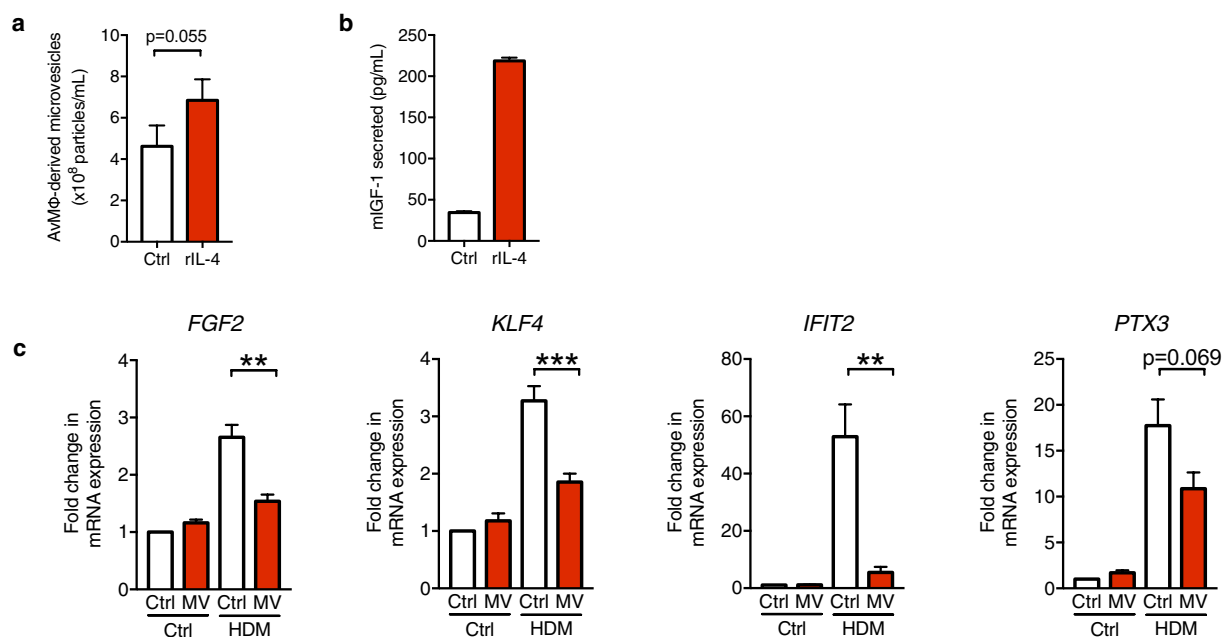 a
p=0.055
AvMΦ-derived microvesicles
(x10⁸ particles/mL)
10
8
6
4
2
0
Ctrl rIL-4
b
mIGF-1 secreted (pg/mL)
250
200
150
100
50
0
Ctrl rIL-4
c
FGF2
**
Fold change in
mRNA expression
4
3
2
1
0
Ctrl MV Ctrl MV
Ctrl HDM
KLF4
***
Fold change in
mRNA expression
4
3
2
1
0
Ctrl MV Ctrl MV
Ctrl HDM
IFIT2
**
Fold change in
mRNA expression
80
60
40
20
0
Ctrl MV Ctrl MV
Ctrl HDM
PTX3
p=0.069
Fold change in
mRNA expression
25
20
15
10
5
0
Ctrl MV Ctrl MV
Ctrl HDM